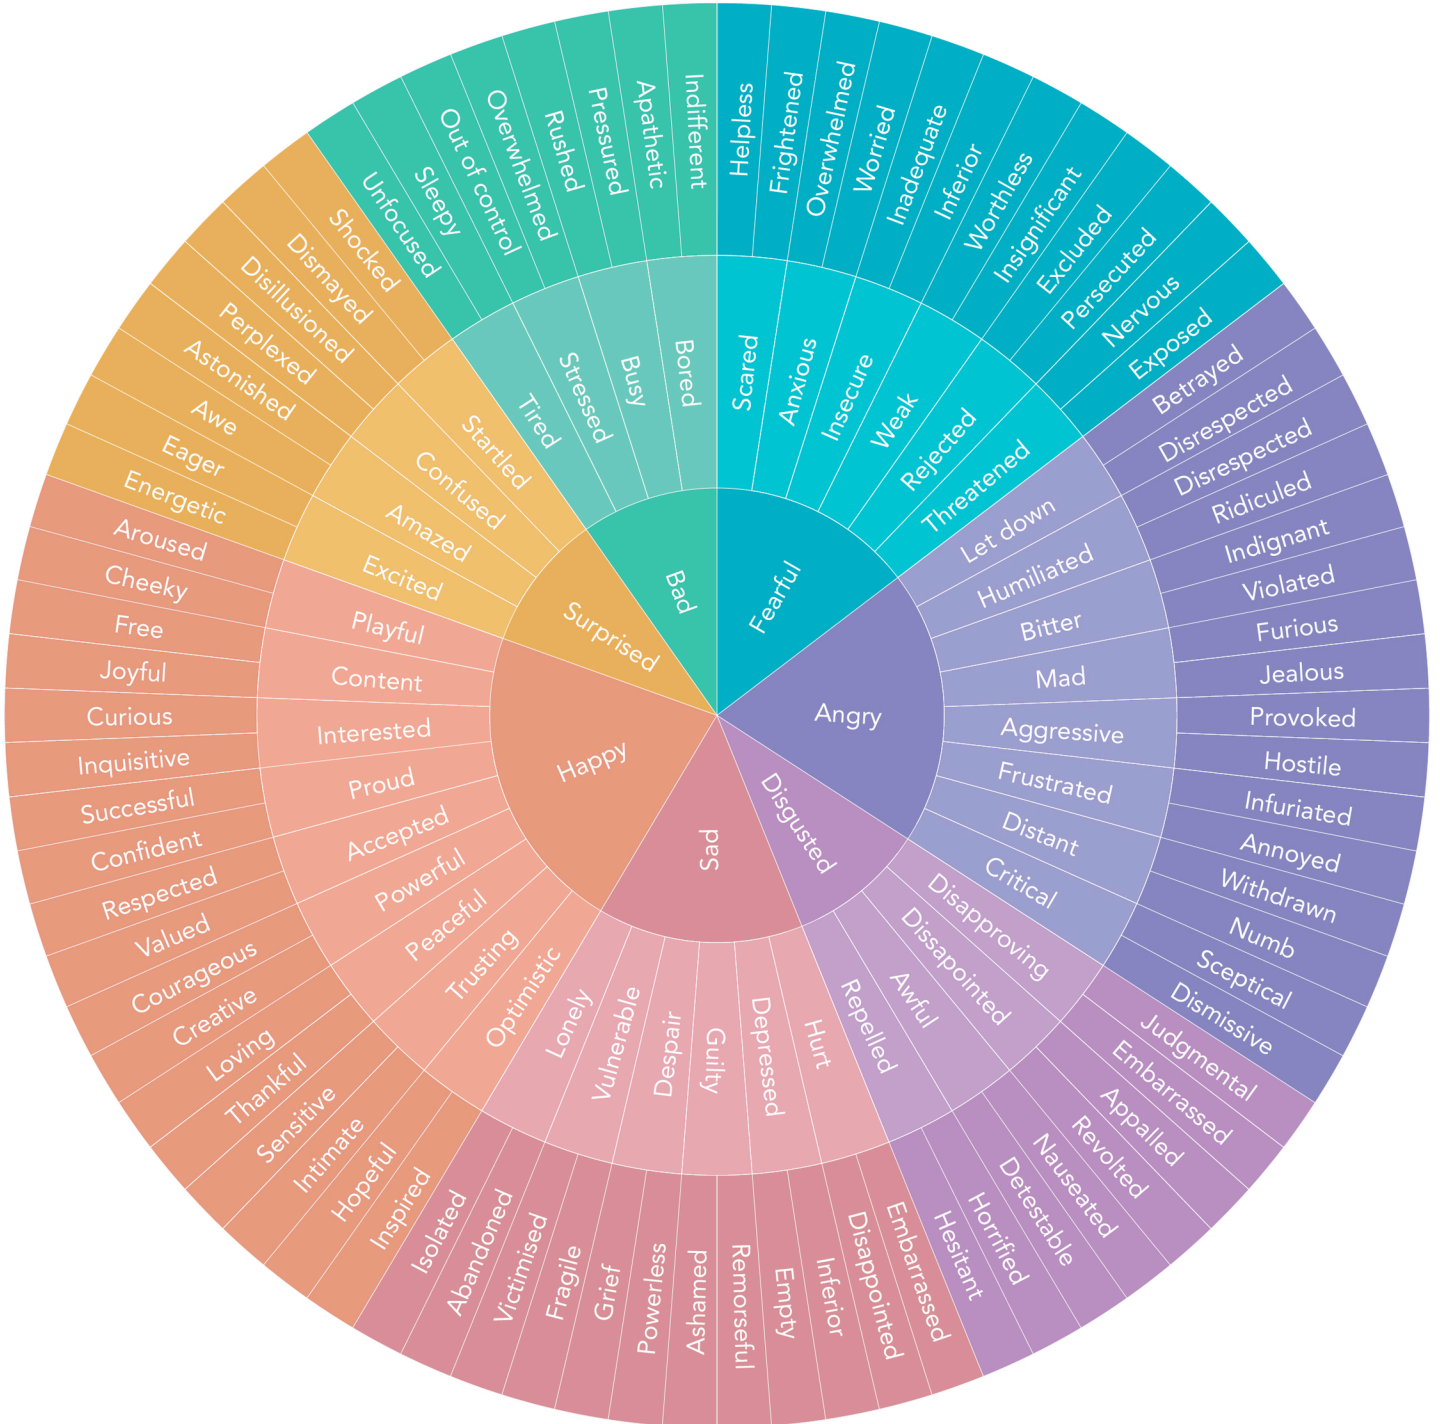 Fearful
Angry
Disgusted
Sad
Happy
Surprised
Bad
Scared
Anxious
Insecure
Weak
Rejected
Threatened
Let down
Humiliated
Bitter
Mad
Aggressive
Frustrated
Distant
Critical
Disapproving
Dissapointed
Awful
Repelled
Hurt
Depressed
Guilty
Despair
Vulnerable
Lonely
Optimistic
Trusting
Peaceful
Powerful
Accepted
Proud
Interested
Content
Playful
Excited
Amazed
Confused
Startled
Tired
Stressed
Busy
Bored
Helpless
Frightened
Overwhelmed
Worried
Inadequate
Inferior
Worthless
Insignificant
Excluded
Persecuted
Nervous
Exposed
Betrayed
Disrespected
Disrespected
Ridiculed
Indignant
Violated
Furious
Jealous
Provoked
Hostile
Infuriated
Annoyed
Withdrawn
Numb
Sceptical
Dismissive
Judgmental
Embarrassed
Appalled
Revolted
Nauseated
Detestable
Horrified
Hesitant
Embarrassed
Disappointed
Inferior
Empty
Remorseful
Ashamed
Powerless
Grief
Fragile
Victimised
Abandoned
Isolated
Inspired
Hopeful
Intimate
Sensitive
Thankful
Loving
Creative
Courageous
Valued
Respected
Confident
Successful
Inquisitive
Curious
Joyful
Free
Cheeky
Aroused
Energetic
Eager
Awe
Astonished
Perplexed
Disillusioned
Dismayed
Shocked
Unfocused
Sleepy
Out of control
Overwhelmed
Rushed
Pressured
Apathetic
Indifferent